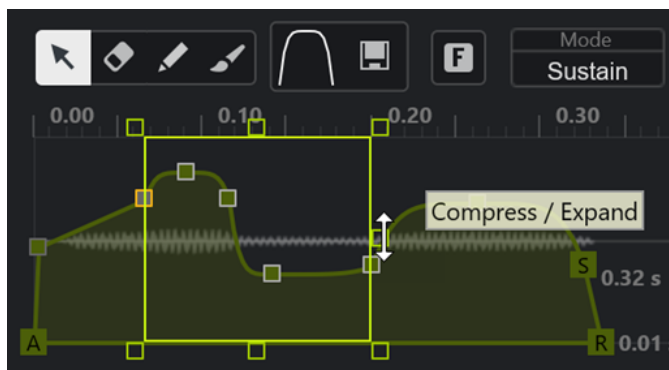 F
Mode
Sustain
0.00 0.10 0.20 0.30
Compress / Expand
S
0.32 s
A
R 0.01